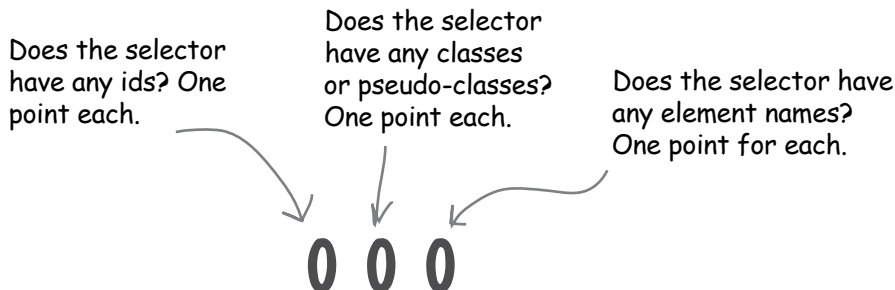 Does the selector
have any ids? One
point each.
Does the selector
have any classes
or pseudo-classes?
One point each.
Does the selector have
any element names?
One point for each.
0 0 0